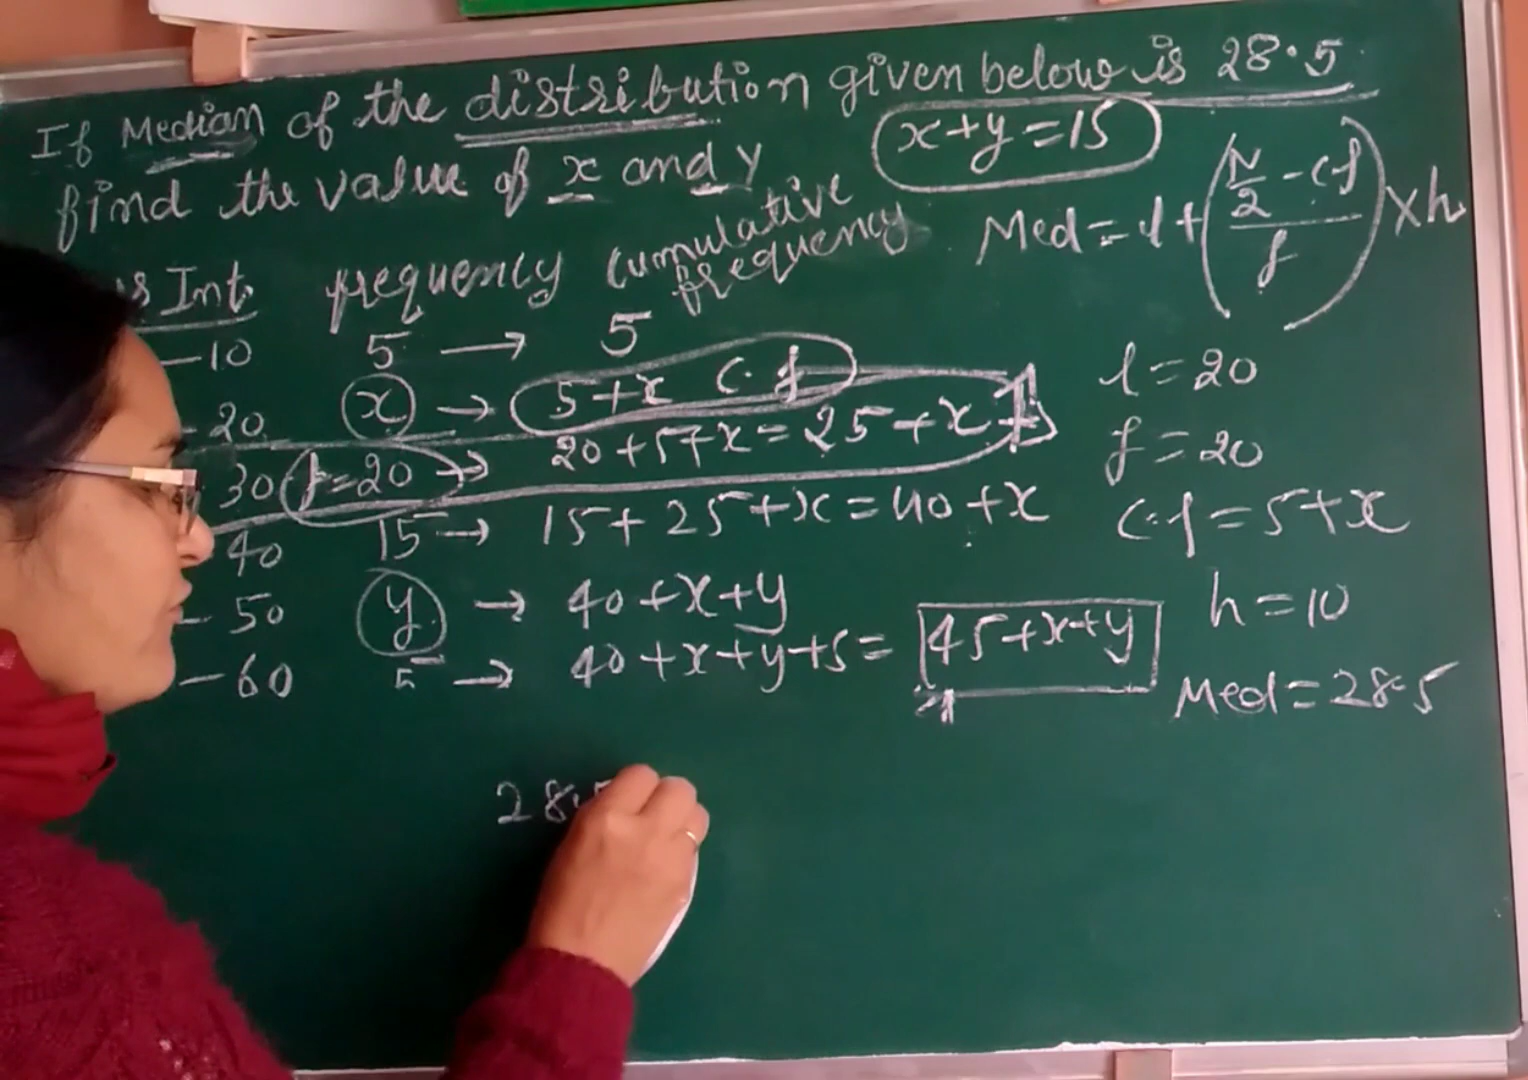 If Median of the distribution given below is 28.5
find the value of x and y
x+y=15
Med = l + (N/2 - cf / f) x h
Int. frequency cumulative frequency
-10 5 → 5
-20 x → 5+x c.f
30 f=20 → 20+5+x=25+x
40 15 → 15+25+x=40+x
-50 y → 40+x+y
-60 5 → 40+x+y+5= 45+x+y
l=20
f=20
c.f=5+x
h=10
Med=28.5
28.